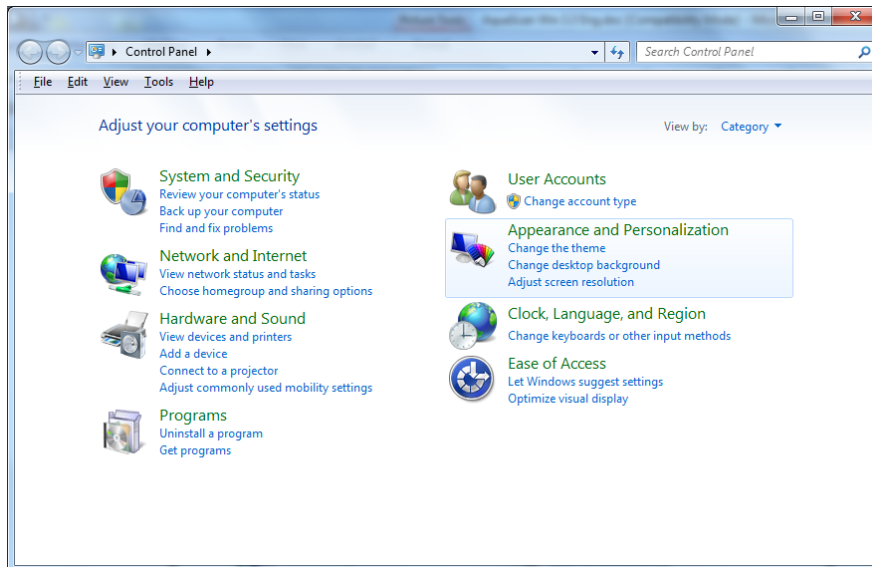 Control Panel
Search Control Panel
File Edit View Tools Help
Adjust your computer's settings
View by: Category
System and Security
Review your computer's status
Back up your computer
Find and fix problems
Network and Internet
View network status and tasks
Choose homegroup and sharing options
Hardware and Sound
View devices and printers
Add a device
Connect to a projector
Adjust commonly used mobility settings
Programs
Uninstall a program
Get programs
User Accounts
Change account type
Appearance and Personalization
Change the theme
Change desktop background
Adjust screen resolution
Clock, Language, and Region
Change keyboards or other input methods
Ease of Access
Let Windows suggest settings
Optimize visual display